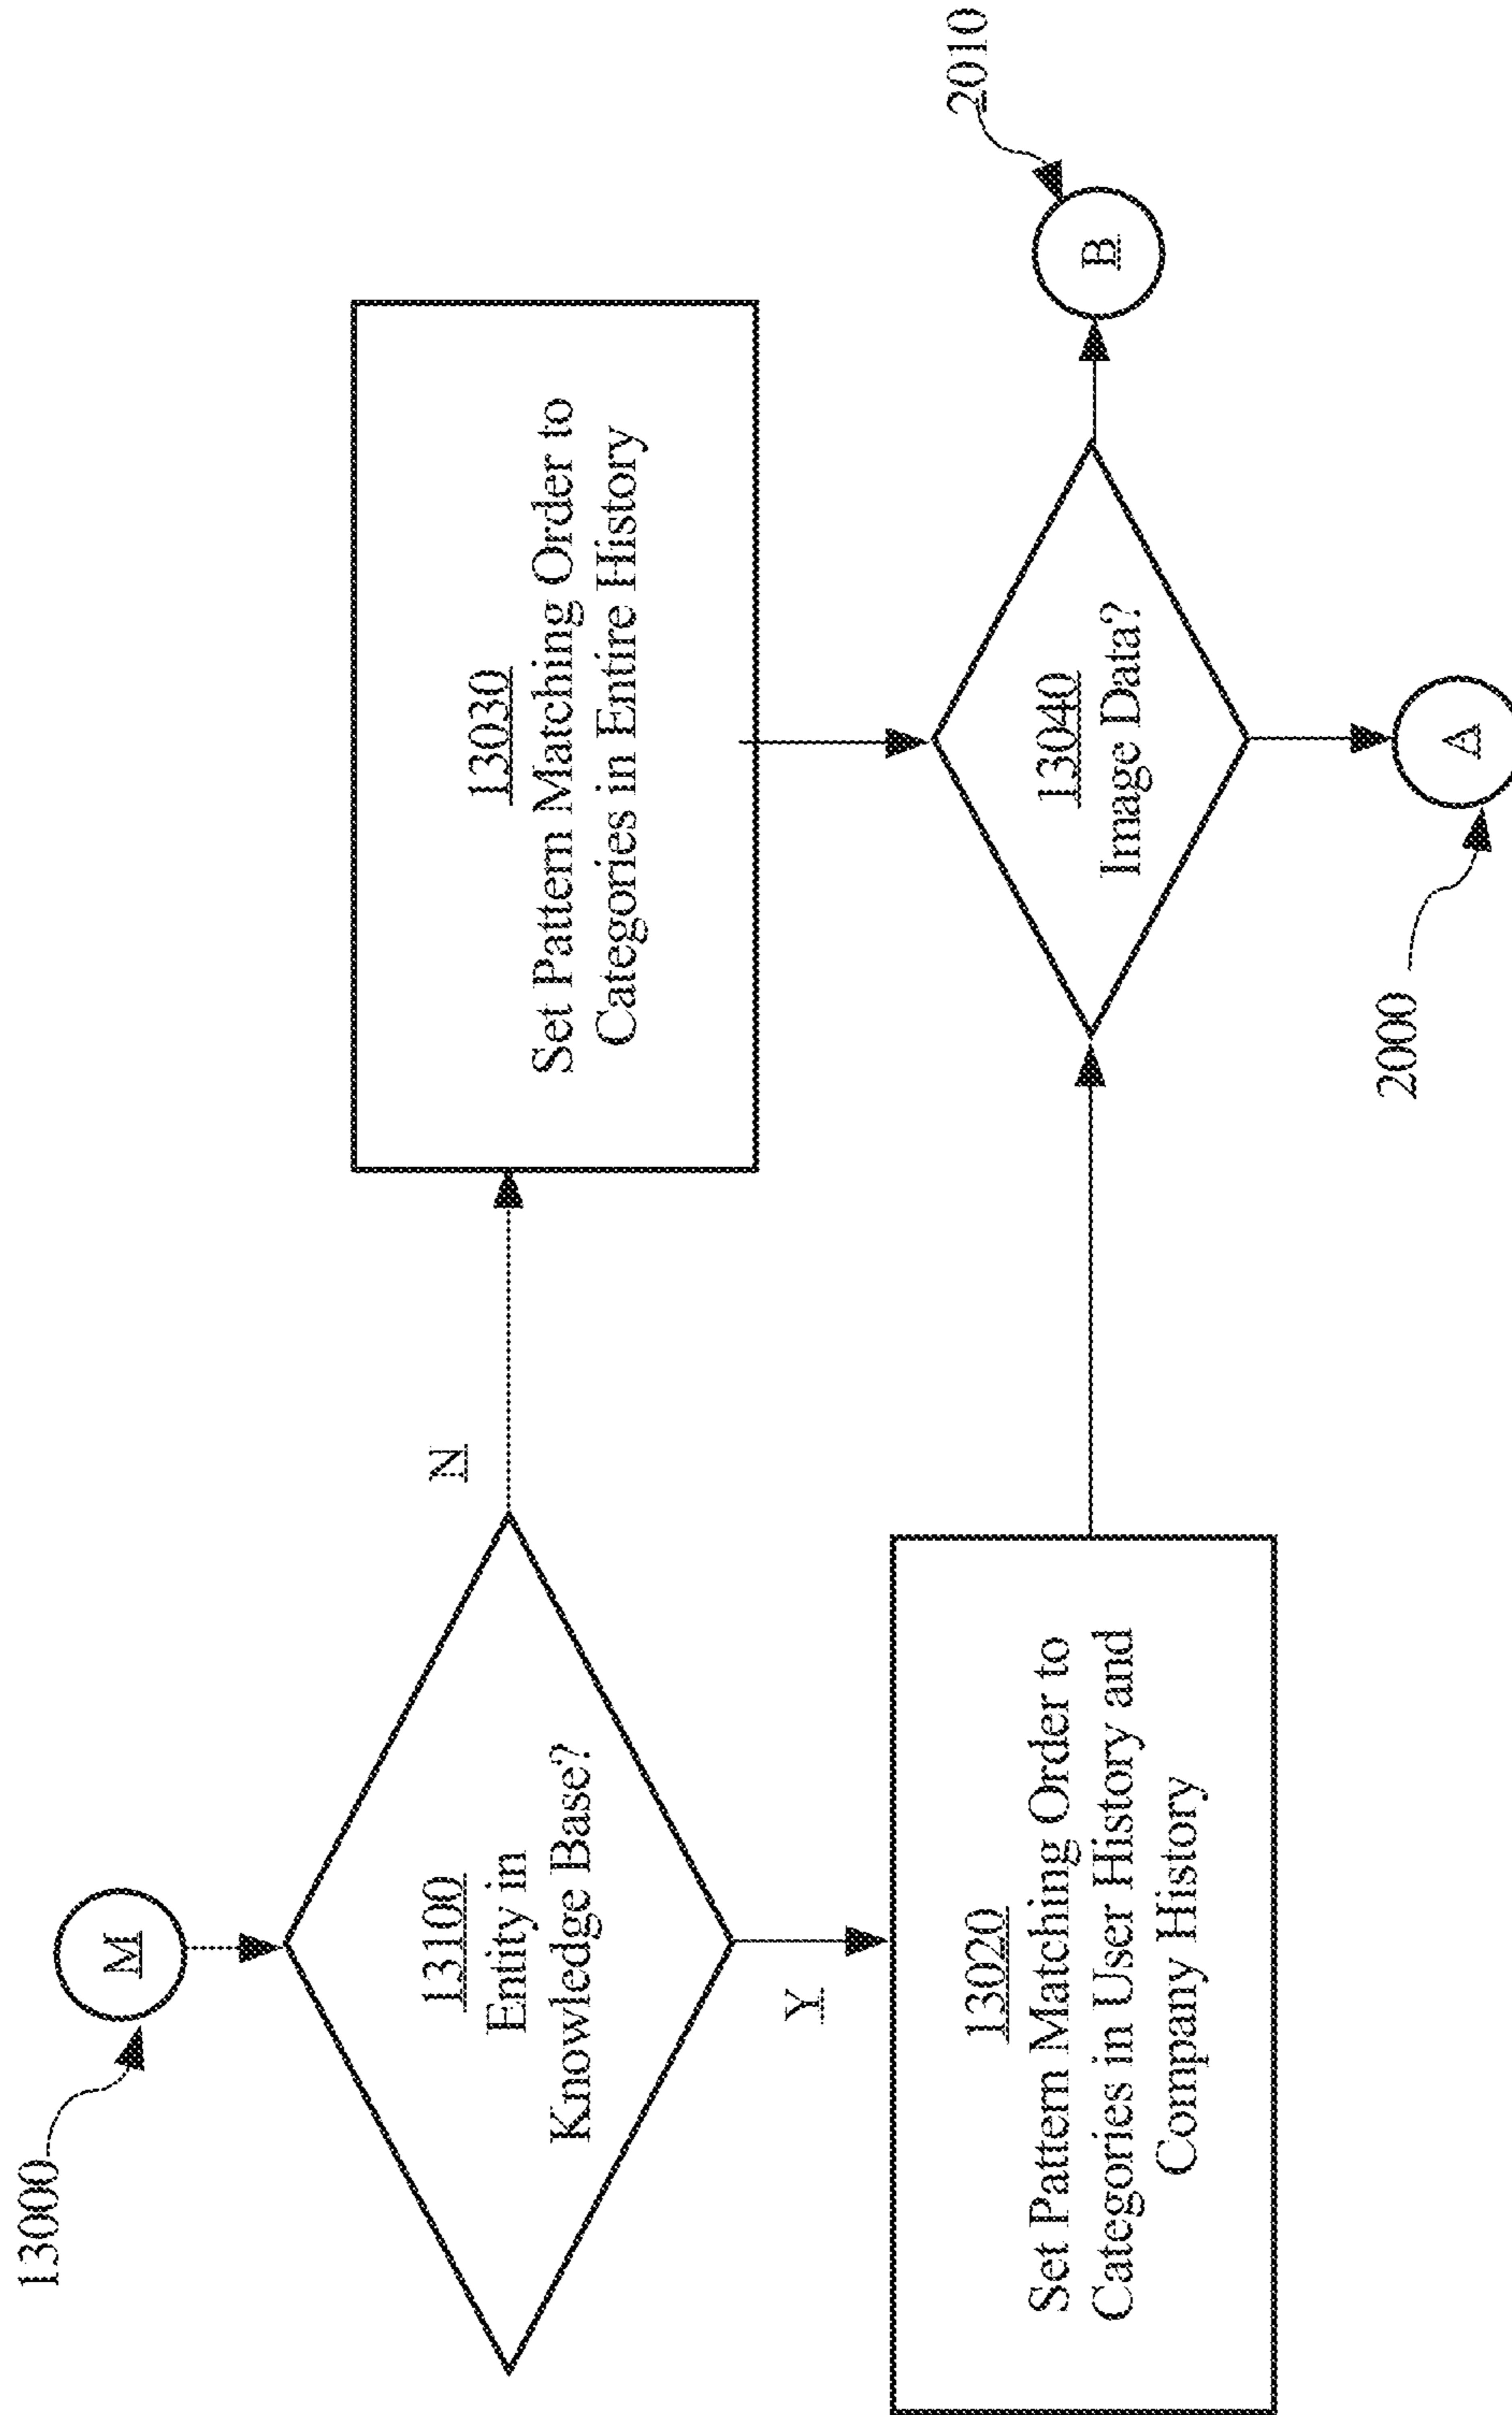 13000
M
13100
Entity in
Knowledge Base?
N
Y
13030
Set Pattern Matching Order to
Categories in Entire History
13020
Set Pattern Matching Order to
Categories in User History and
Company History
13040
Image Data?
B
2010
A
2000